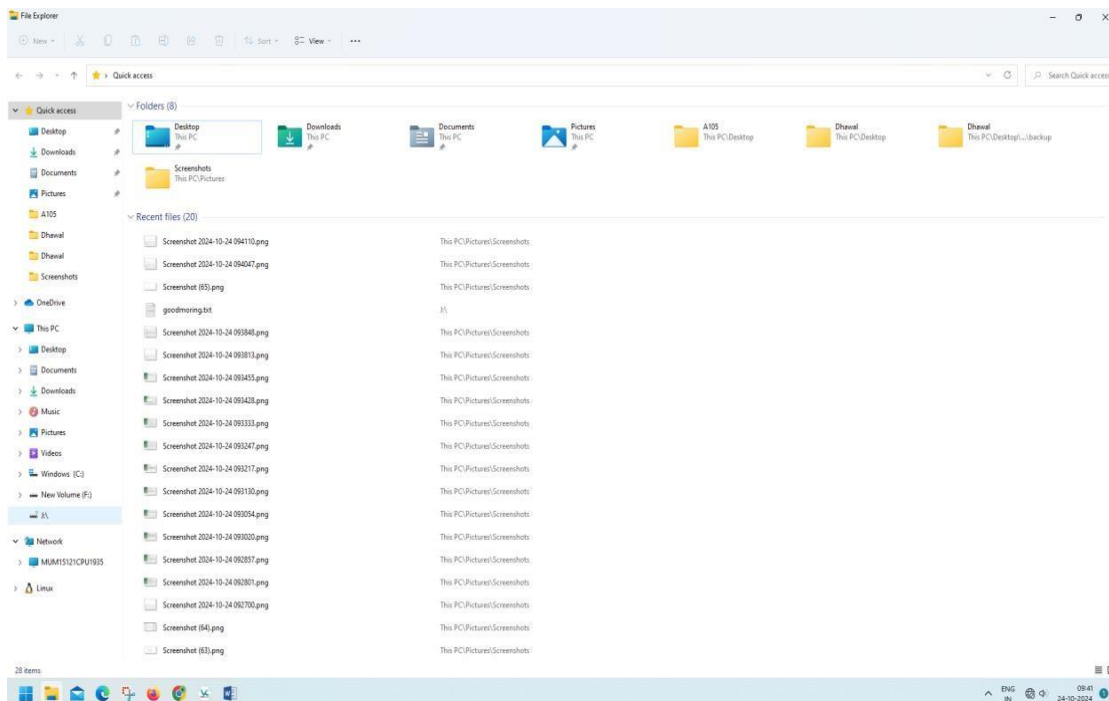 File Explorer
New
Sort
View
Quick access
Search Quick access
Quick access
Desktop
Downloads
Documents
Pictures
A105
Dhawal
Dhawal
Screenshots
OneDrive
This PC
Desktop
Documents
Downloads
Music
Pictures
Videos
Windows (C:)
New Volume (F:)
J:\
Network
MUM15121CPU1935
Linux
Folders (8)
Desktop
This PC
Downloads
This PC
Documents
This PC
Pictures
This PC
A105
This PC\Desktop
Dhawal
This PC\Desktop
Dhawal
This PC\Desktop\...\backup
Screenshots
This PC\Pictures
Recent files (20)
Screenshot 2024-10-24 094110.png This PC\Pictures\Screenshots
Screenshot 2024-10-24 094047.png This PC\Pictures\Screenshots
Screenshot (65).png This PC\Pictures\Screenshots
goodmoring.txt J:\
Screenshot 2024-10-24 093848.png This PC\Pictures\Screenshots
Screenshot 2024-10-24 093813.png This PC\Pictures\Screenshots
Screenshot 2024-10-24 093455.png This PC\Pictures\Screenshots
Screenshot 2024-10-24 093428.png This PC\Pictures\Screenshots
Screenshot 2024-10-24 093333.png This PC\Pictures\Screenshots
Screenshot 2024-10-24 093247.png This PC\Pictures\Screenshots
Screenshot 2024-10-24 093217.png This PC\Pictures\Screenshots
Screenshot 2024-10-24 093130.png This PC\Pictures\Screenshots
Screenshot 2024-10-24 093054.png This PC\Pictures\Screenshots
Screenshot 2024-10-24 093020.png This PC\Pictures\Screenshots
Screenshot 2024-10-24 092857.png This PC\Pictures\Screenshots
Screenshot 2024-10-24 092801.png This PC\Pictures\Screenshots
Screenshot 2024-10-24 092700.png This PC\Pictures\Screenshots
Screenshot (64).png This PC\Pictures\Screenshots
Screenshot (63).png This PC\Pictures\Screenshots
28 items
ENG
IN
09:41
24-10-2024
1